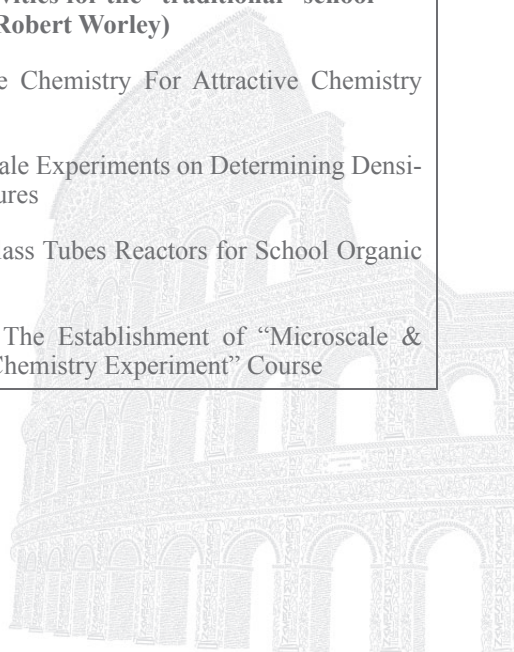 vities for the “traditional” school
Robert Worley)
e Chemistry For Attractive Chemistry
ale Experiments on Determining Densi-
ures
lass Tubes Reactors for School Organic
The Establishment of “Microscale &
Chemistry Experiment” Course